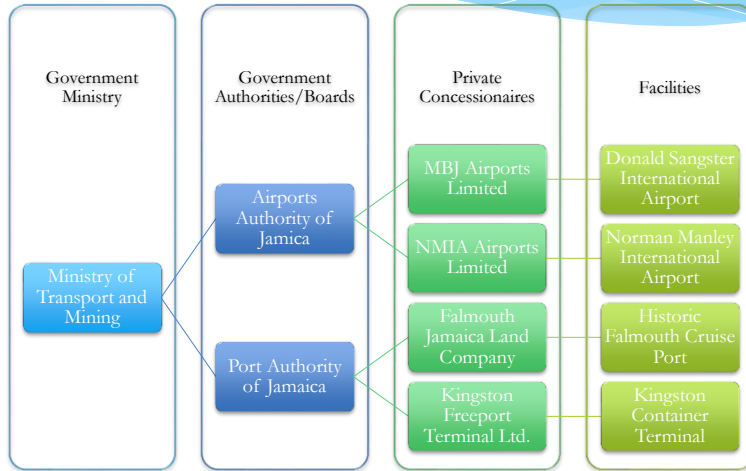 Government
Ministry
Government
Authorities/Boards
Private
Concessionaires
Facilities
Ministry of
Transport and
Mining
Airports
Authority of
Jamica
Port Authority
of Jamaica
MBJ Airports
Limited
NMIA Airports
Limited
Falmouth
Jamaica Land
Company
Kingston
Freeport
Terminal Ltd.
Donald Sangster
International
Airport
Norman Manley
International
Airport
Historic
Falmouth Cruise
Port
Kingston
Container
Terminal